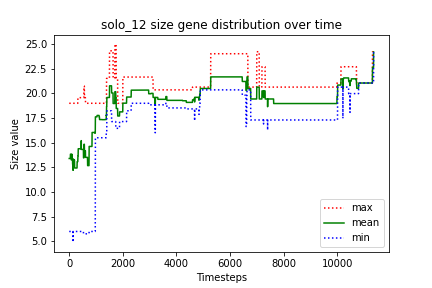 solo_12 size gene distribution over time
25.0
22.5
20.0
17.5
15.0
12.5
10.0
7.5
5.0
Size value
max
mean
min
0 2000 4000 6000 8000 10000
Timesteps